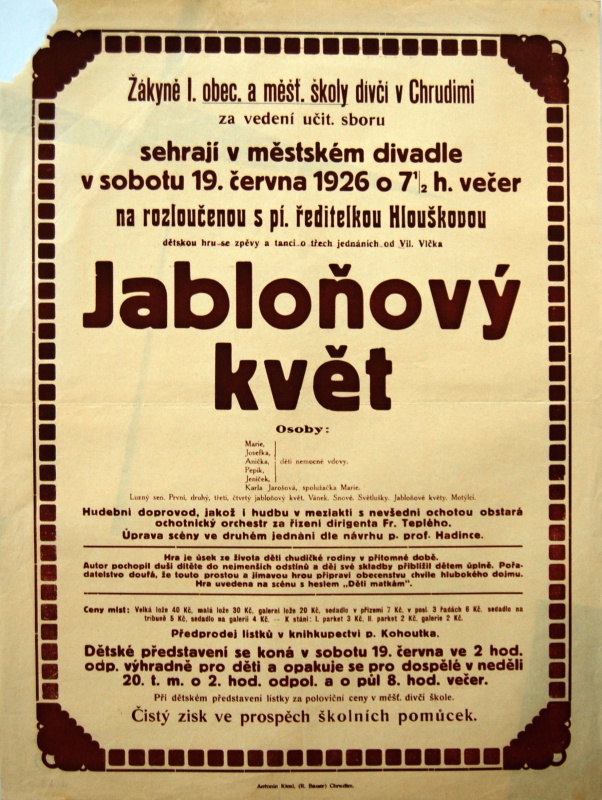 Žákyně I. obec. a měšť. školy dívčí v Chrudimi
za vedení učit. sboru
sehrají v městském divadle
v sobotu 19. června 1926 o 7 1/2 h. večer
na rozloučenou s pí. ředitelkou Hlouškovou
dětskou hru se zpěvy a tanci o třech jednáních od Vil. Vlčka
Jabloňový
květ
Osoby:
Marie,
Josefka,
Anička, děti nemocné vdovy.
Pepík,
Jeníček,
Karla Jarošová, spolužačka Marie.
Luzný sen. První, druhý, třetí, čtvrtý jabloňový květ. Vánek. Snové. Světlušky. Jabloňové květy. Motýlci.
Hudební doprovod, jakož i hudbu v meziaktí s nevšední ochotou obstará
ochotnický orchestr za řízení dirigenta Fr. Teplého.
Úprava scény ve druhém jednání dle návrhu p. prof. Hadince.
Hra je úsek ze života dětí chudičké rodiny v přítomné době.
Autor pochopil duši dítěte do nejmenších odstínů a děj své skladby přiblížil dětem úplně. Pořa-
datelstvo doufá, že touto prostou a jímavou hrou připraví obecenstvu chvíle hlubokého dojmu.
Hra uvedena na scénu s heslem „Děti matkám".
Ceny míst: Velká lože 40 Kč, malá lože 30 Kč, galerní lože 20 Kč, sedadlo v přízemí 7 Kč, v posl. 3 řadách 6 Kč, sedadlo na
tribuně 5 Kč, sedadlo na galerii 4 Kč. — K stání: I. parket 3 Kč, II. parket 2 Kč, galerie 2 Kč.
Předprodej lístků v knihkupectví p. Kohoutka.
Dětské představení se koná v sobotu 19. června ve 2 hod.
odp. výhradně pro děti a opakuje se pro dospělé v neděli
20. t. m. o 2. hod. odpol. a o půl 8. hod. večer.
Při dětském představení lístky za poloviční ceny v měšť. dívčí škole.
Čistý zisk ve prospěch školních pomůcek.
Antonín Kiesl, (R. Bauer) Chrudim.